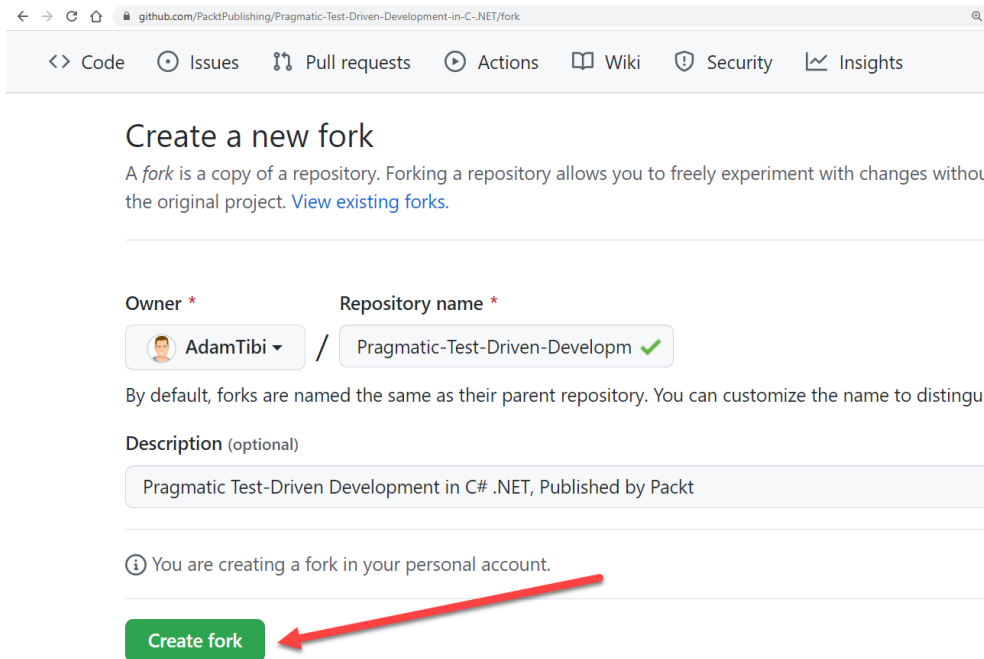 github.com/PacktPublishing/Pragmatic-Test-Driven-Development-in-C-.NET/fork
Code Issues Pull requests Actions Wiki Security Insights
Create a new fork
A fork is a copy of a repository. Forking a repository allows you to freely experiment with changes withou
the original project. View existing forks.
Owner * Repository name *
AdamTibi / Pragmatic-Test-Driven-Developm
By default, forks are named the same as their parent repository. You can customize the name to distingu
Description (optional)
Pragmatic Test-Driven Development in C# .NET, Published by Packt
You are creating a fork in your personal account.
Create fork